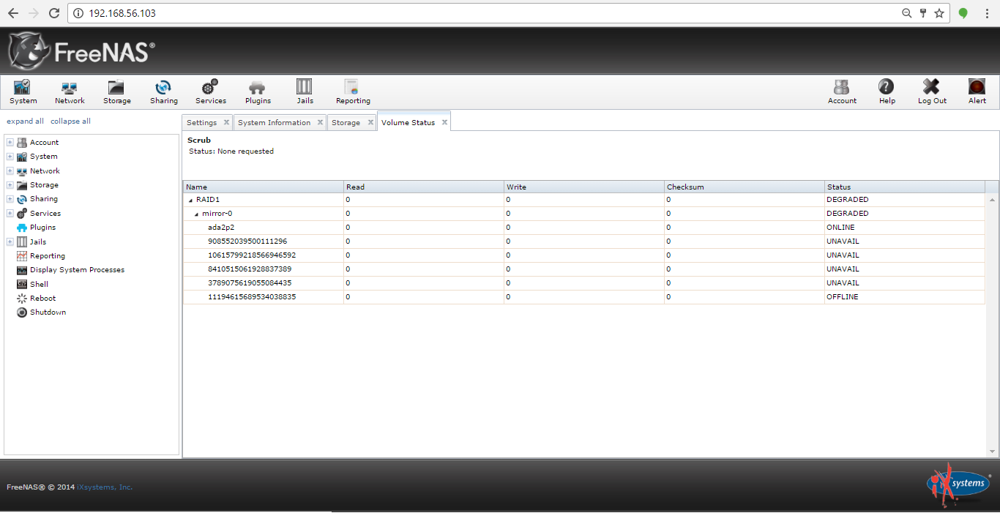 192.168.56.103
FreeNAS®
System Network Storage Sharing Services Plugins Jails Reporting Account Help Log Out Alert
expand all collapse all
Settings System Information Storage Volume Status
Account
System
Network
Storage
Sharing
Services
Plugins
Jails
Reporting
Display System Processes
Shell
Reboot
Shutdown
Scrub
Status: None requested
Name Read Write Checksum Status
RAID1 0 0 0 DEGRADED
mirror-0 0 0 0 DEGRADED
ada2p2 0 0 0 ONLINE
908552039500111296 0 0 0 UNAVAIL
10615799218566946592 0 0 0 UNAVAIL
8410515061928837389 0 0 0 UNAVAIL
3789075619055084435 0 0 0 UNAVAIL
11194615689534038835 0 0 0 OFFLINE
FreeNAS® © 2014 iXsystems, Inc.
iXsystems®